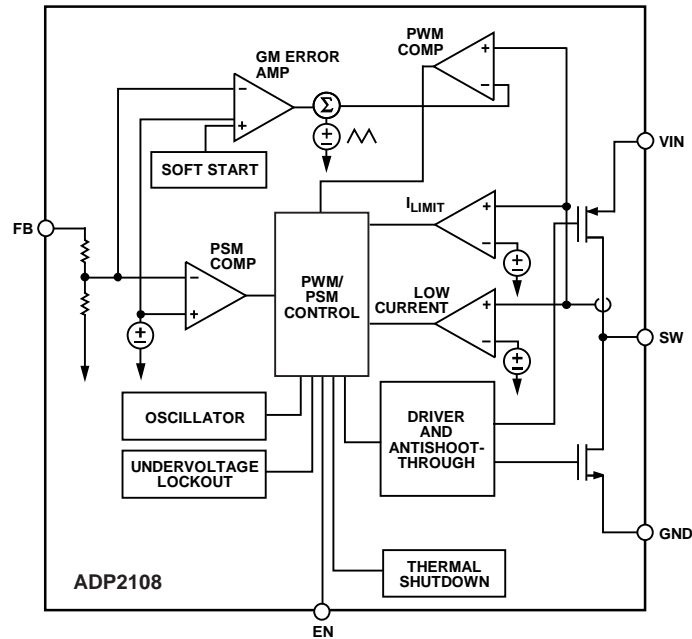 PWM
COMP
GM ERROR
AMP
+
–
–
+
Σ
+
–
SOFT START
VIN
FB
PSM
COMP
–
+
+
–
PWM/
PSM
CONTROL
ILIMIT
+
–
+
–
LOW
CURRENT
+
–
+
–
SW
OSCILLATOR
UNDERVOLTAGE
LOCKOUT
DRIVER
AND
ANTISHOOT-
THROUGH
GND
THERMAL
SHUTDOWN
ADP2108
EN